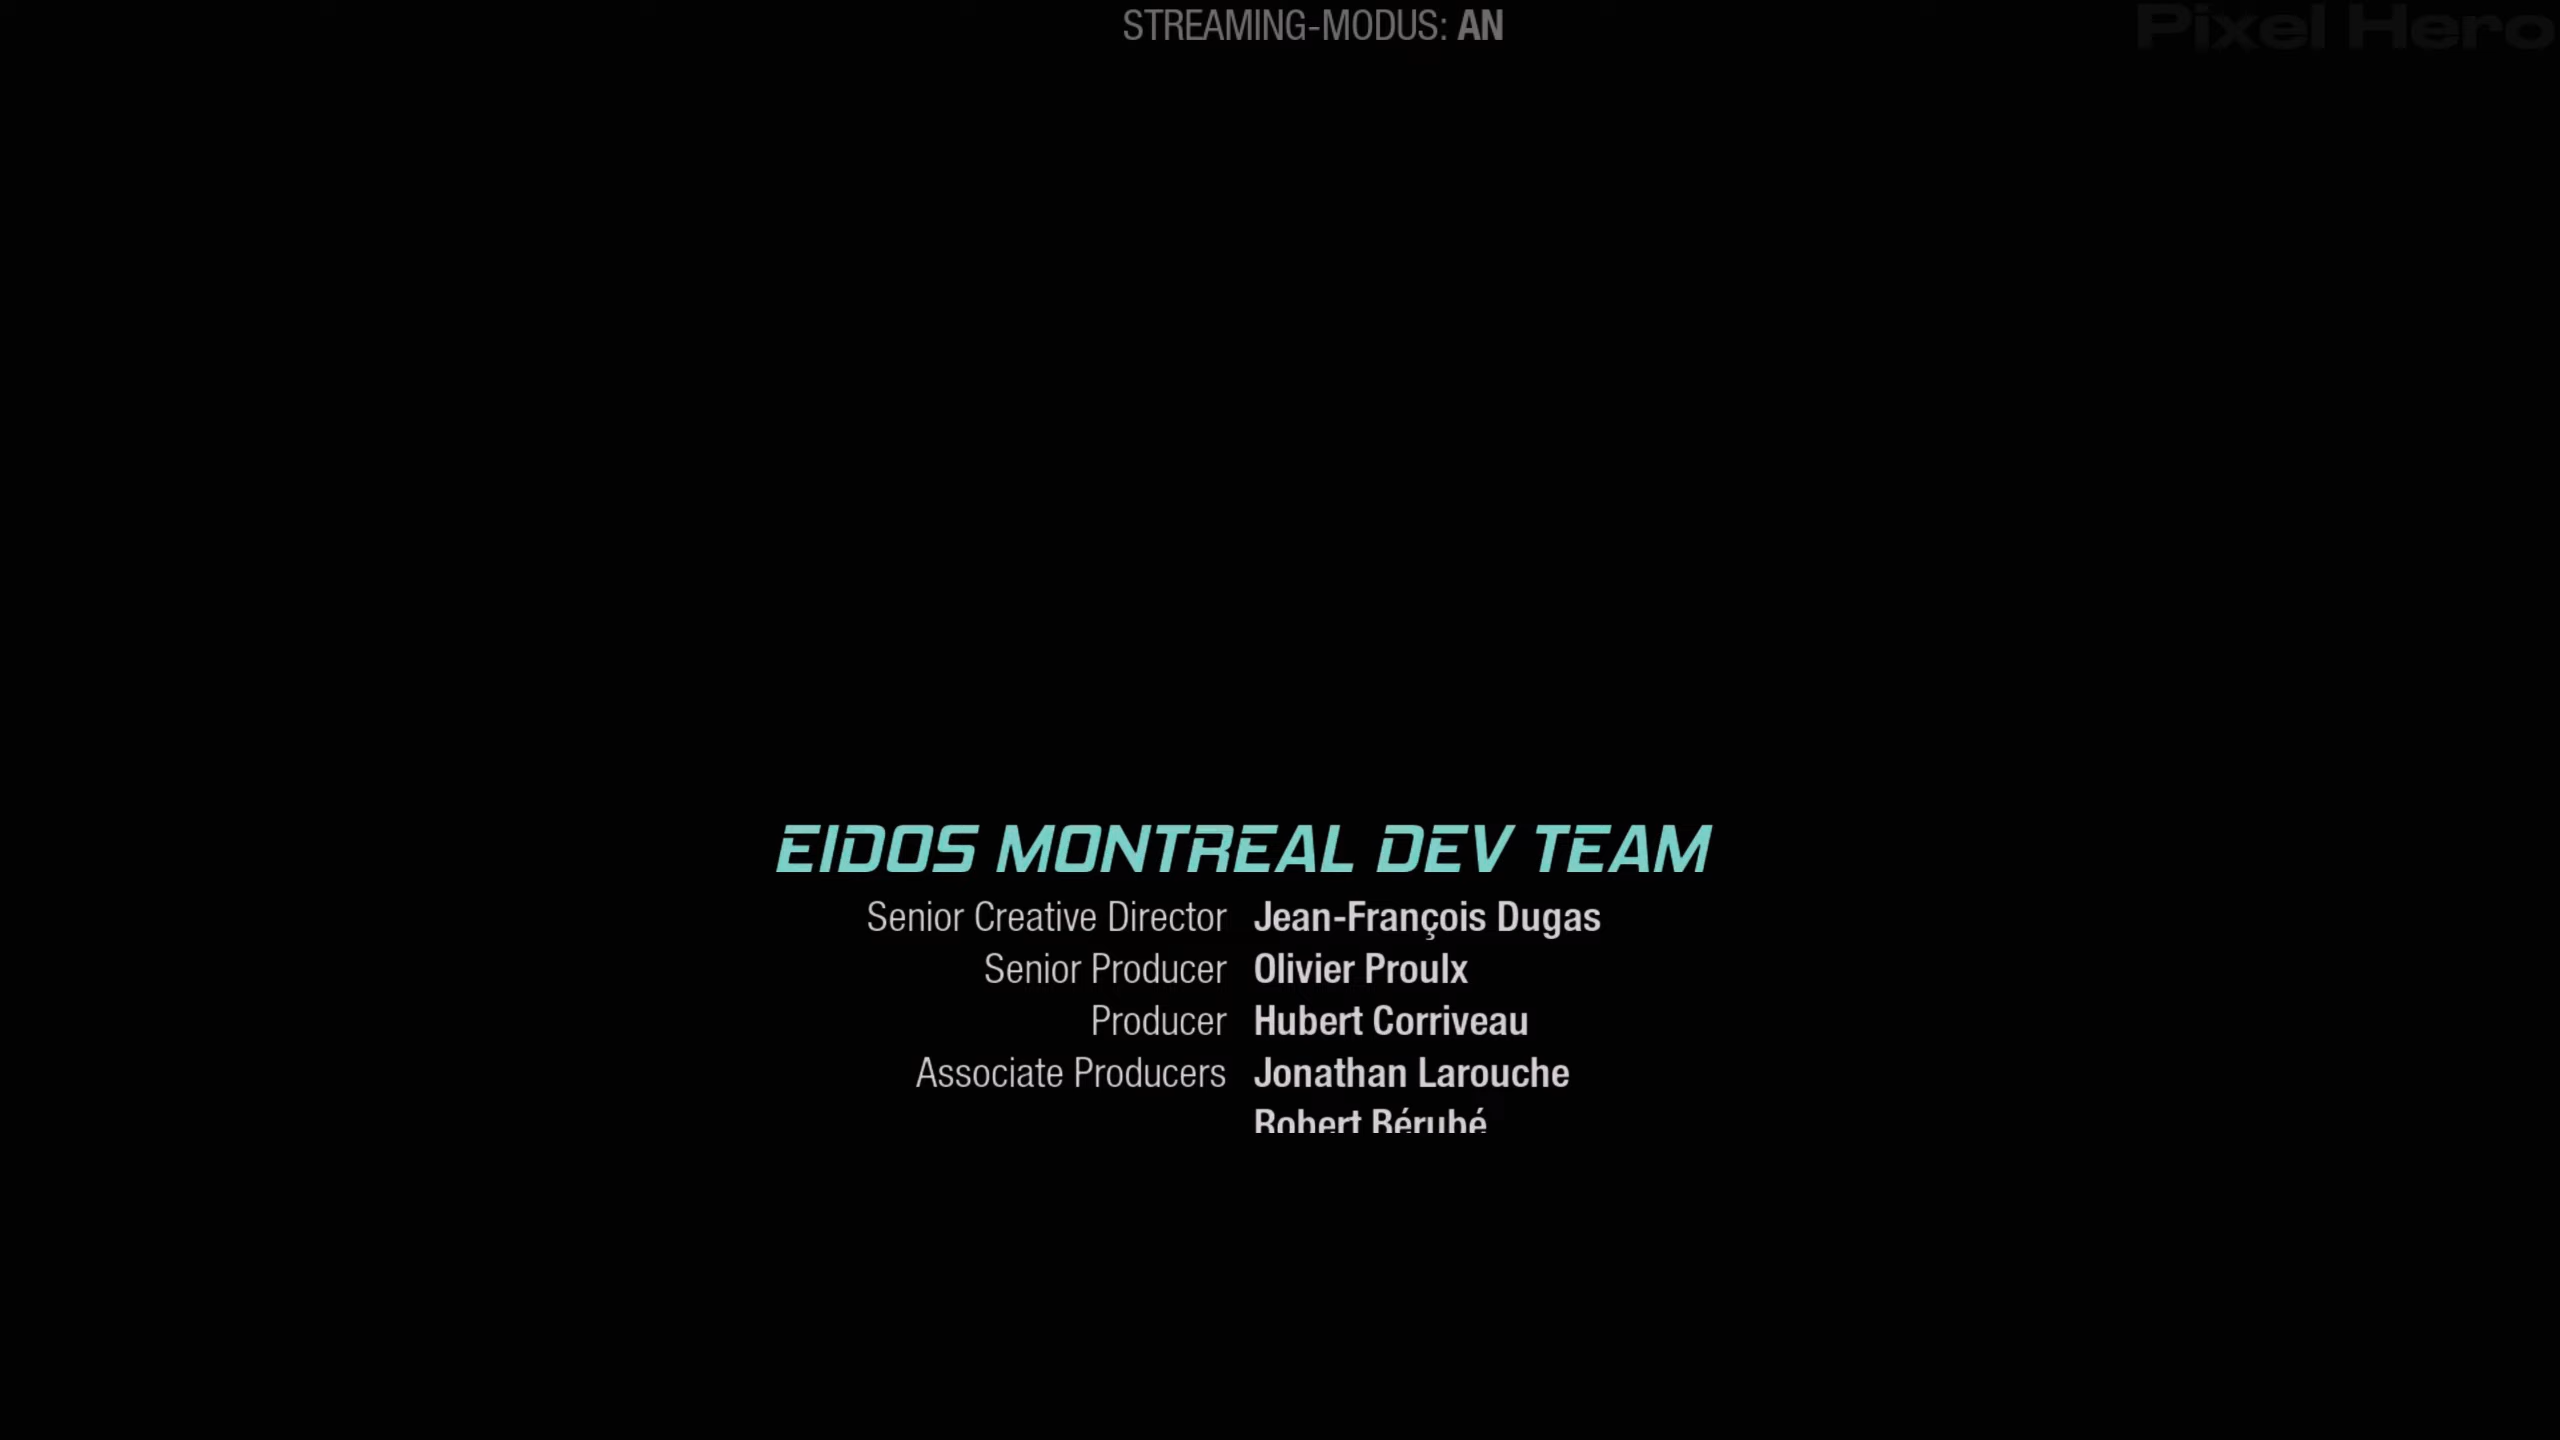 STREAMING-MODUS: AN
Pixel Hero
EIDOS MONTREAL DEV TEAM
Senior Creative Director Jean-François Dugas
Senior Producer Olivier Proulx
Producer Hubert Corriveau
Associate Producers Jonathan Larouche
Robert Bérubé